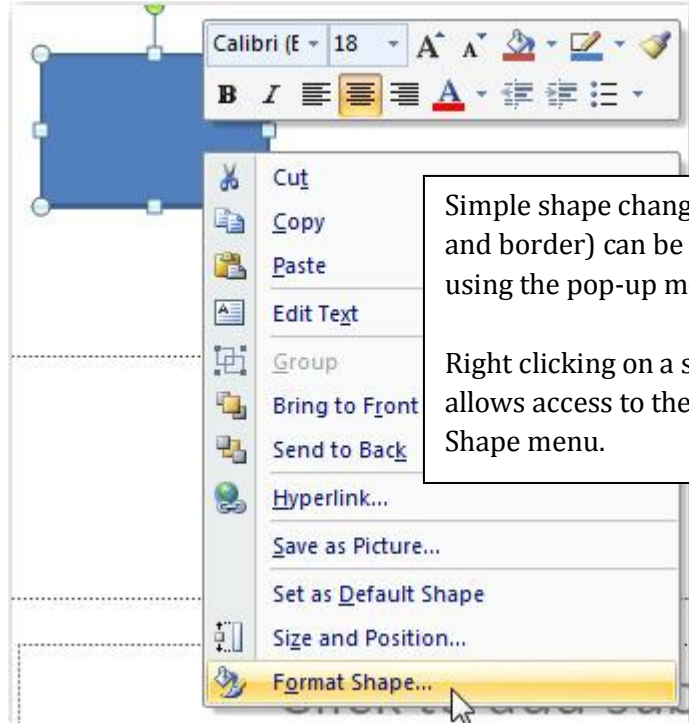 Calibri (E 18 A A
B I A
Cut
Copy
Paste
Edit Text
Group
Bring to Front
Send to Back
Hyperlink...
Save as Picture...
Set as Default Shape
Size and Position...
Format Shape...
Simple shape chang
and border) can be
using the pop-up m
Right clicking on a s
allows access to the
Shape menu.